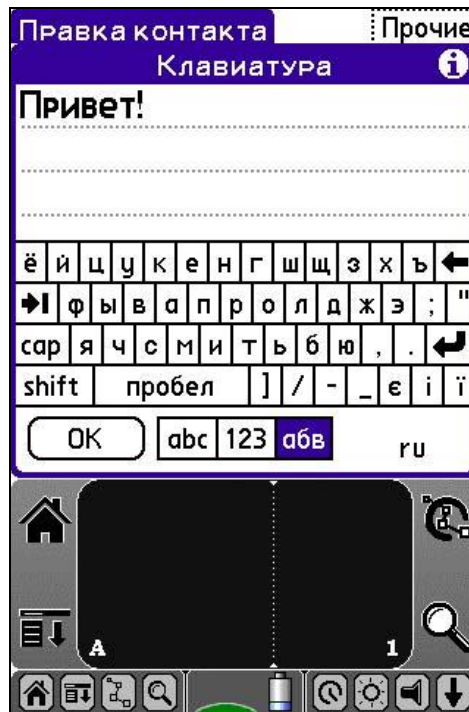 Правка контакта Прочие
Клавиатура i
Привет!
ё й ц у к е н г ш щ з х ъ
ф ы в а п р о л д ж э ; "
cap я ч с м и т ь б ю , .
shift пробел ] / - _ є і ї
OK abc 123 абв ru
A 1